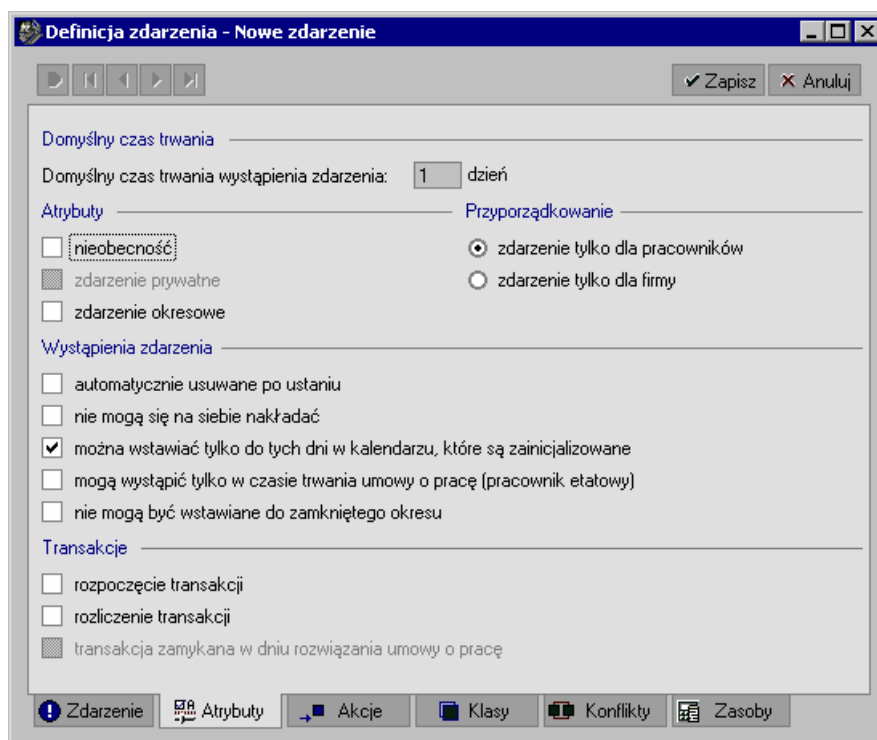 Definicja zdarzenia - Nowe zdarzenie
Zapisz Anuluj
Domyślny czas trwania
Domyślny czas trwania wystąpienia zdarzenia: 1 dzień
Atrybuty Przyporządkowanie
nieobecność zdarzenie tylko dla pracowników
zdarzenie prywatne zdarzenie tylko dla firmy
zdarzenie okresowe
Wystąpienia zdarzenia
automatycznie usuwane po ustaniu
nie mogą się na siebie nakładać
można wstawiać tylko do tych dni w kalendarzu, które są zainicjalizowane
mogą wystąpić tylko w czasie trwania umowy o pracę (pracownik etatowy)
nie mogą być wstawiane do zamkniętego okresu
Transakcje
rozpoczęcie transakcji
rozliczenie transakcji
transakcja zamykana w dniu rozwiązania umowy o pracę
Zdarzenie Atrybuty Akcje Klasy Konflikty Zasoby